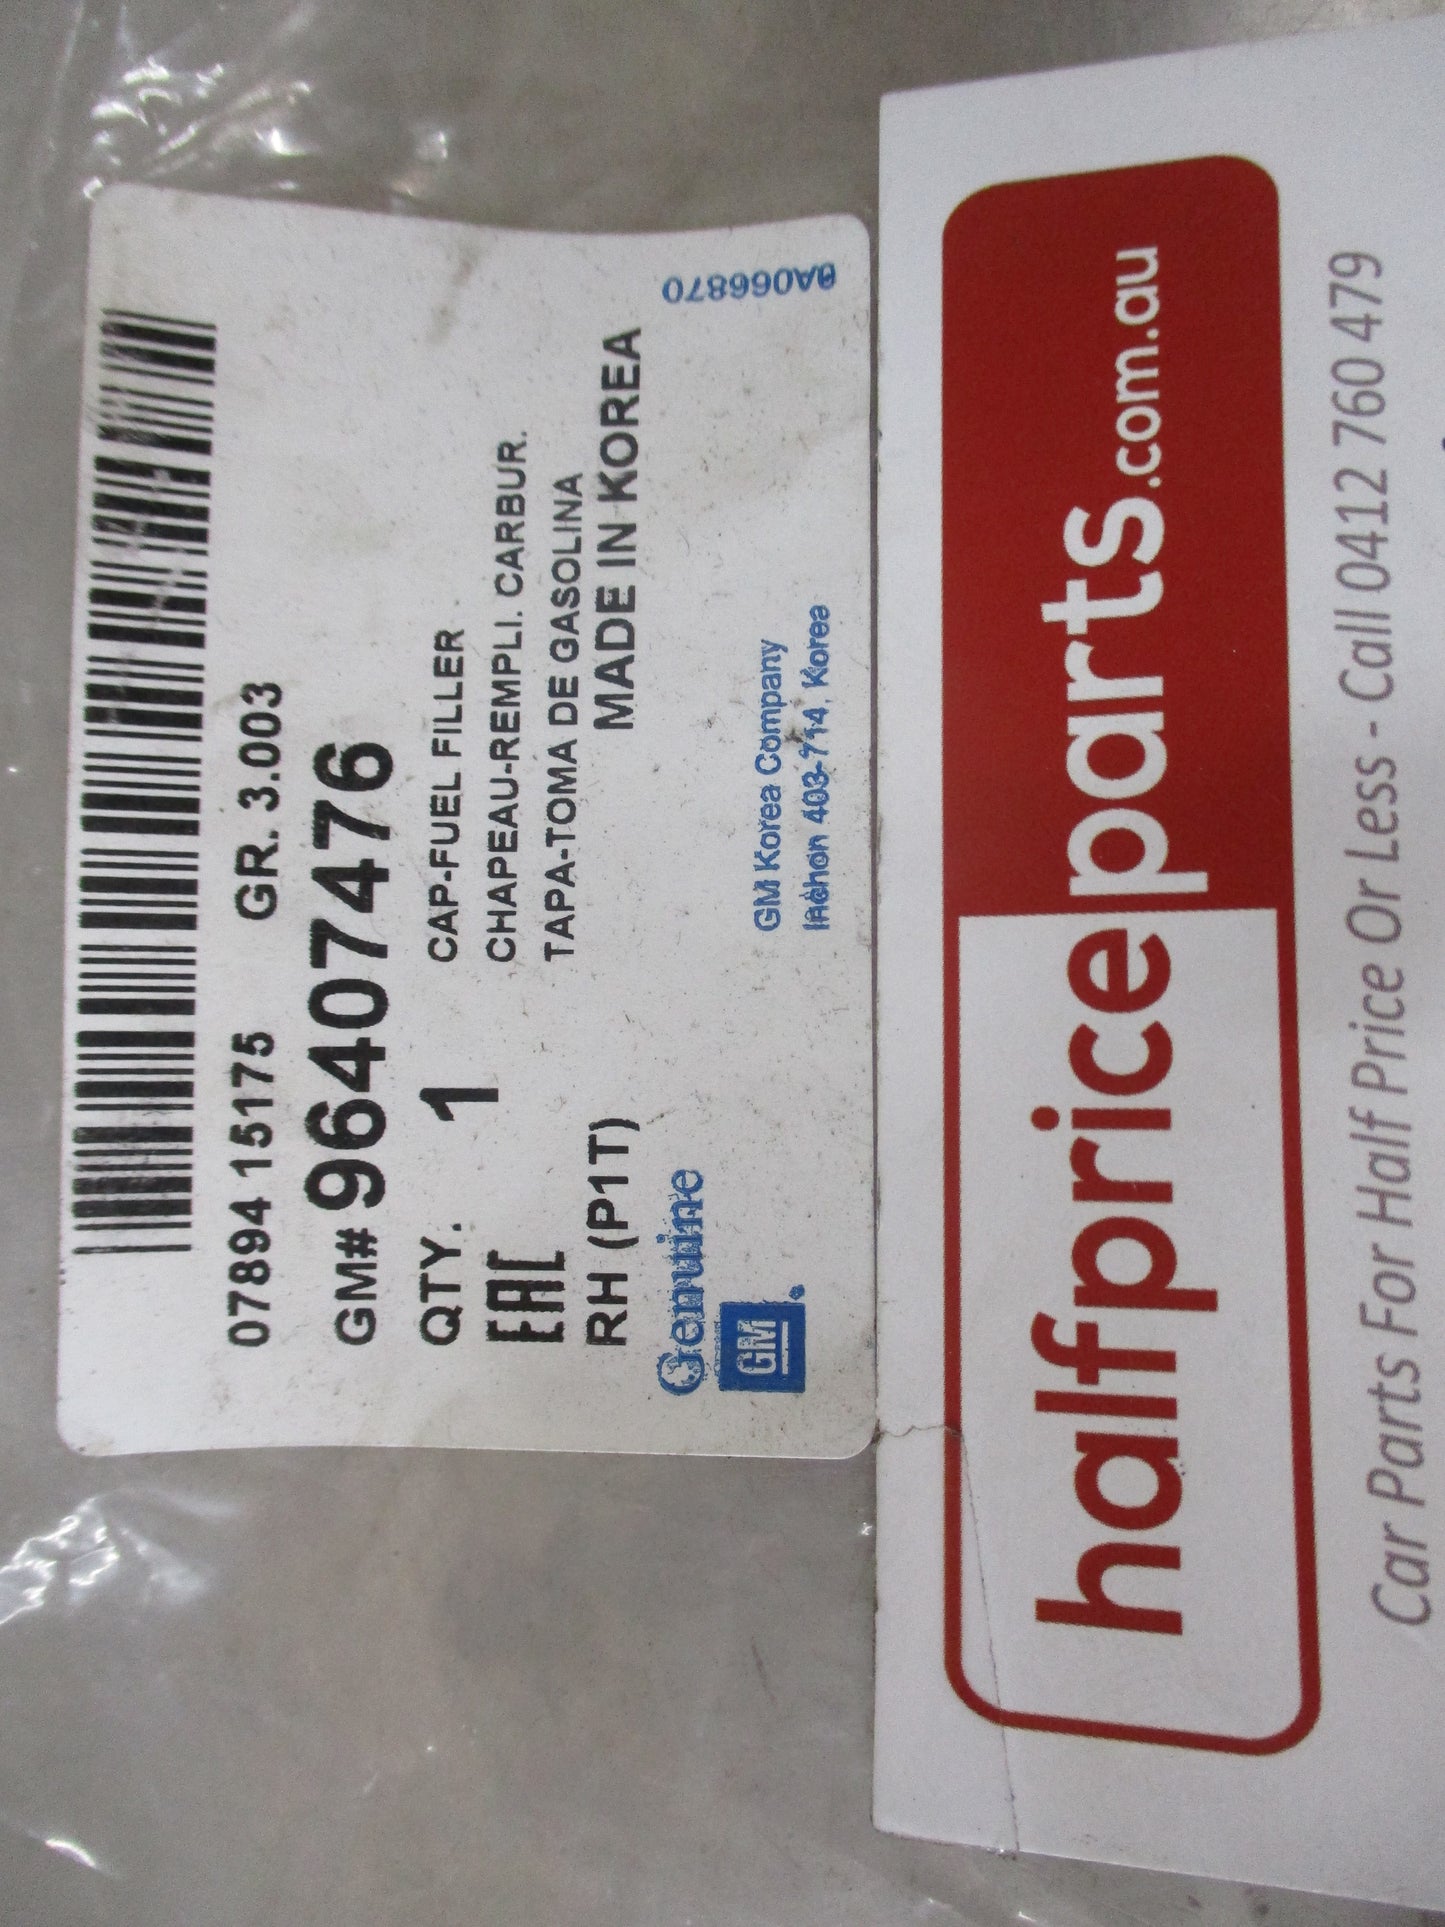 07894 15175 GR. 3.003
GM# 96407476
QTY. 1 CAP-FUEL FILLER
EAC CHAPEAU-REMPLI. CARBUR.
TAPA-TOMA DE GASOLINA
RH (P1T) MADE IN KOREA
Genuine
GM
GM Korea Company
Inchon 403-714, Korea
0A066870
halfpriceparts.com.au
Car Parts For Half Price Or Less - Call 0412 760 479